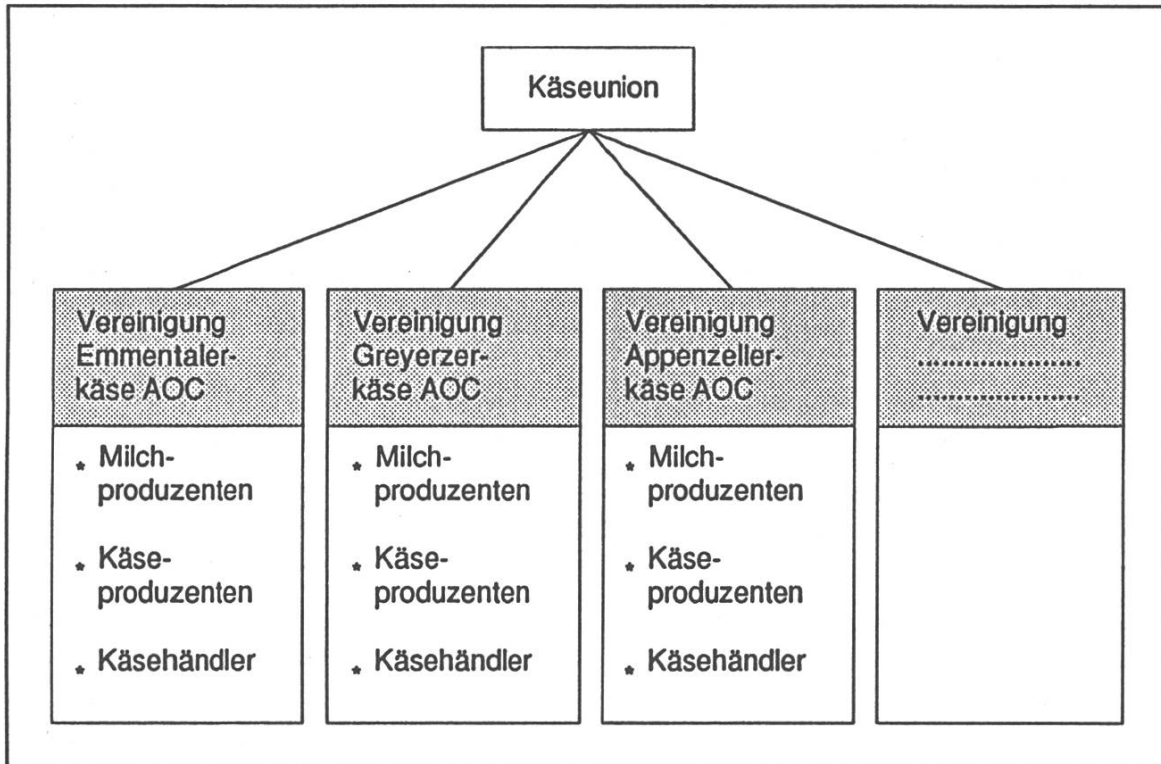 Käseunion
Vereinigung
Emmentaler-
käse AOC
* Milch-
produzenten
* Käse-
produzenten
* Käsehändler
Vereinigung
Greyerzer-
käse AOC
* Milch-
produzenten
* Käse-
produzenten
* Käsehändler
Vereinigung
Appenzeller-
käse AOC
* Milch-
produzenten
* Käse-
produzenten
* Käsehändler
Vereinigung
.....................
.....................